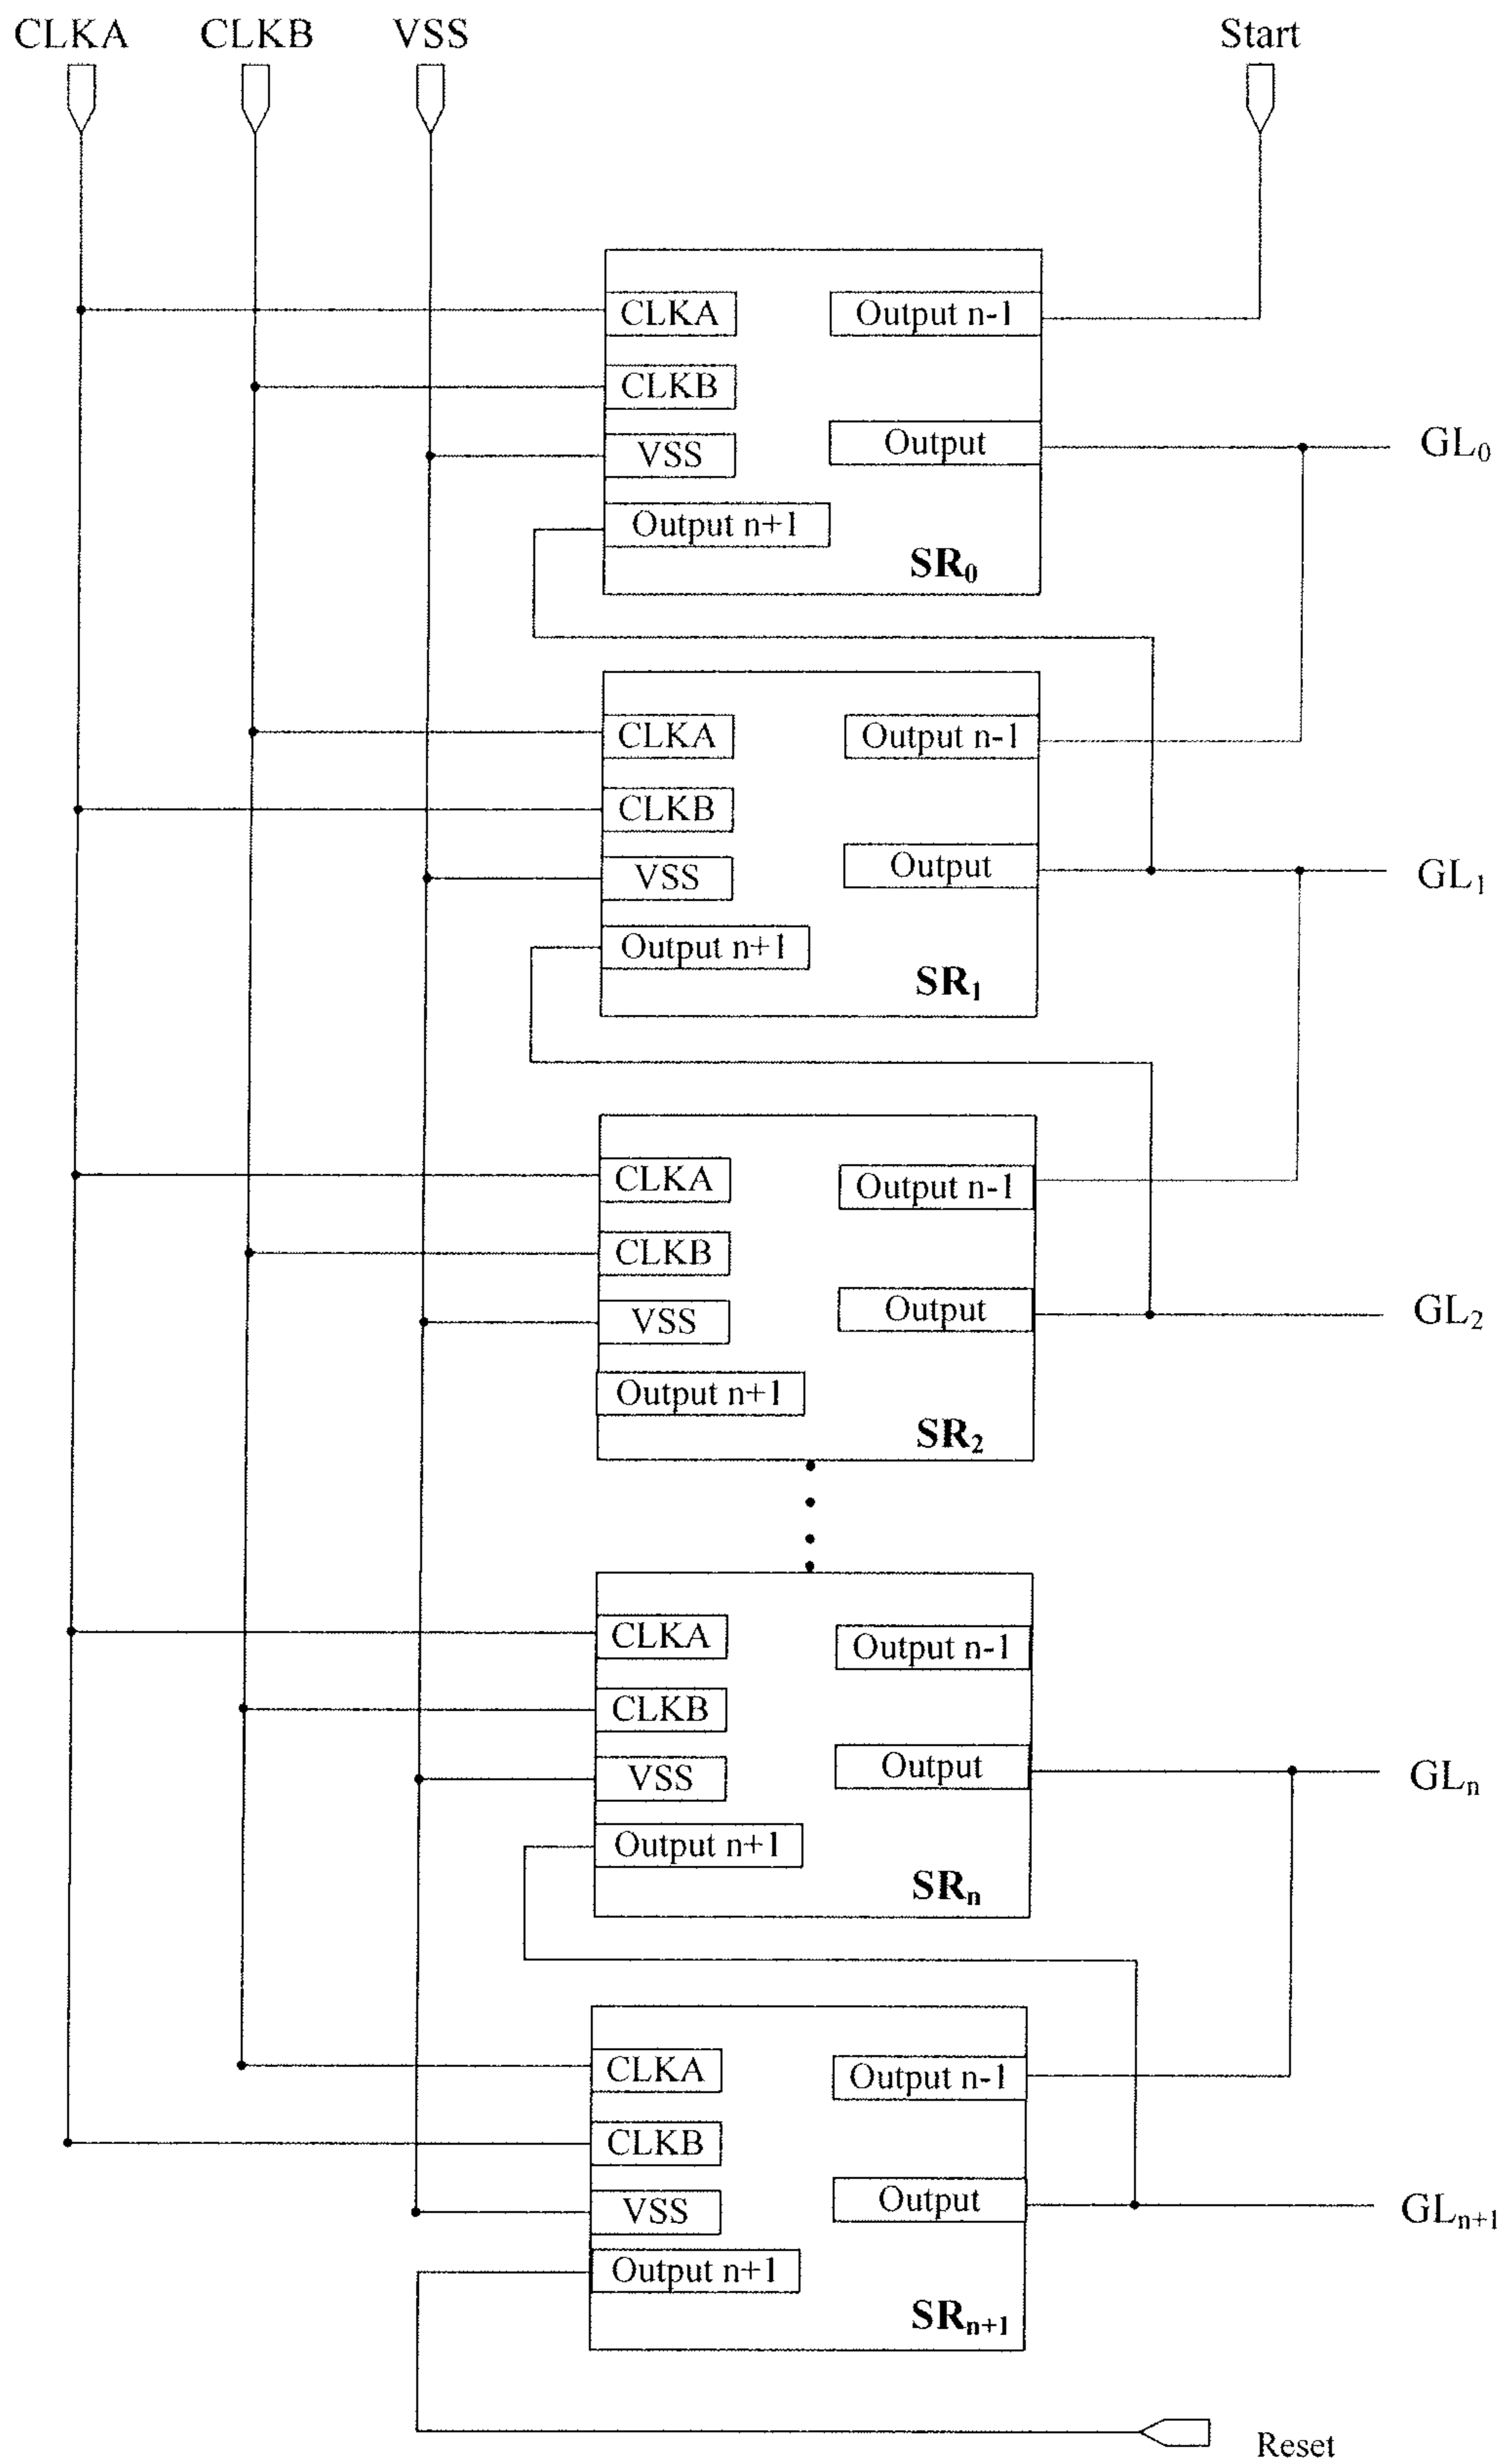 CLKA CLKB VSS Start
CLKA Output n-1
CLKB
Output GL₀
VSS
Output n+1
SR₀
CLKA Output n-1
CLKB
VSS Output GL₁
Output n+1
SR₁
CLKA Output n-1
CLKB
VSS Output GL₂
Output n+1
SR₂
CLKA Output n-1
CLKB
VSS Output GLₙ
Output n+1
SRₙ
CLKA Output n-1
CLKB
VSS Output GLₙ₊₁
Output n+1
SRₙ₊₁
Reset